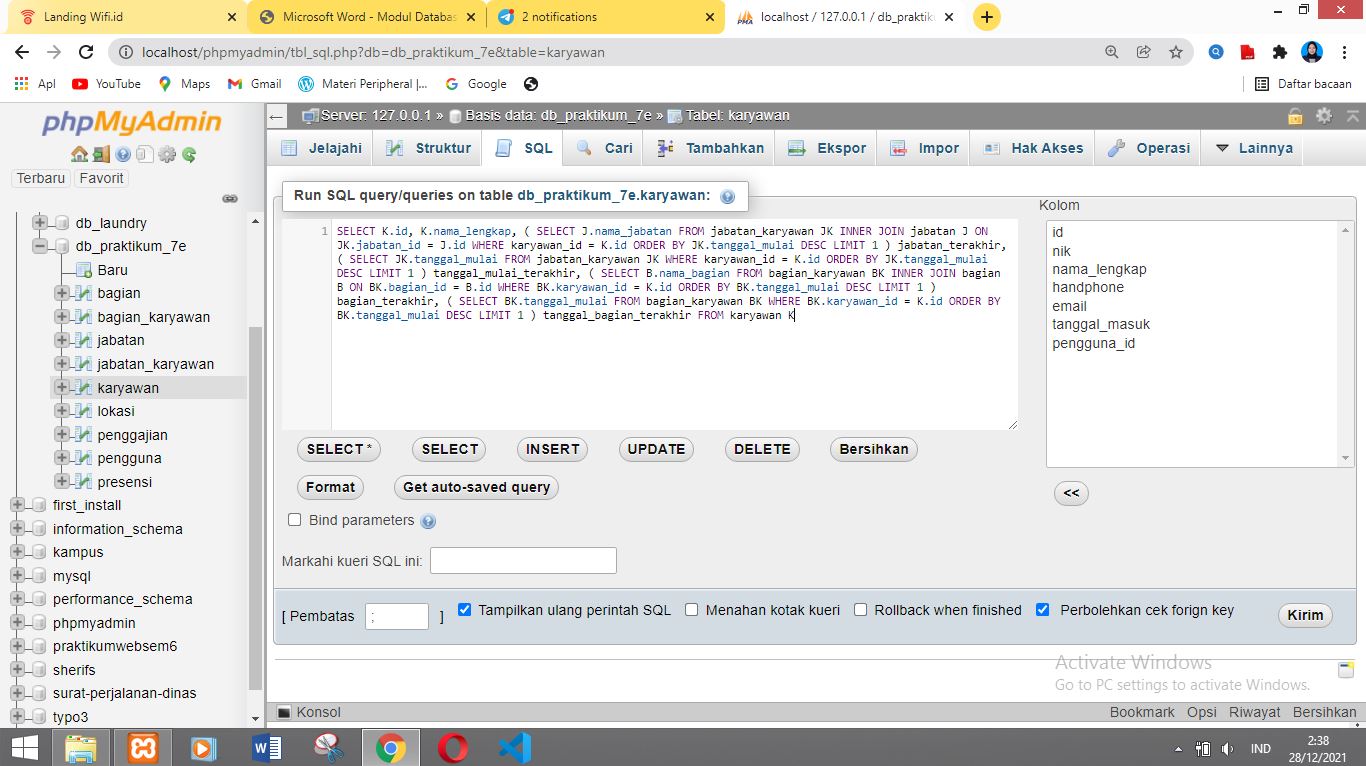 Landing Wifi.id
Microsoft Word - Modul Databas
2 notifications
localhost / 127.0.0.1 / db_praktik
localhost/phpmyadmin/tbl_sql.php?db=db_praktikum_7e&table=karyawan
Apl
YouTube
Maps
Gmail
Materi Peripheral |...
Google
Daftar bacaan
phpMyAdmin
Terbaru
Favorit
db_laundry
db_praktikum_7e
Baru
bagian
bagian_karyawan
jabatan
jabatan_karyawan
karyawan
lokasi
penggajian
pengguna
presensi
first_install
information_schema
kampus
mysql
performance_schema
phpmyadmin
praktikumwebsem6
sherifs
surat-perjalanan-dinas
typo3
Server: 127.0.0.1 » Basis data: db_praktikum_7e » Tabel: karyawan
Jelajahi
Struktur
SQL
Cari
Tambahkan
Ekspor
Impor
Hak Akses
Operasi
Lainnya
Run SQL query/queries on table db_praktikum_7e.karyawan:
1
SELECT K.id, K.nama_lengkap, ( SELECT J.nama_jabatan FROM jabatan_karyawan JK INNER JOIN jabatan J ON
JK.jabatan_id = J.id WHERE karyawan_id = K.id ORDER BY JK.tanggal_mulai DESC LIMIT 1 ) jabatan_terakhir,
( SELECT JK.tanggal_mulai FROM jabatan_karyawan JK WHERE karyawan_id = K.id ORDER BY JK.tanggal_mulai
DESC LIMIT 1 ) tanggal_mulai_terakhir, ( SELECT B.nama_bagian FROM bagian_karyawan BK INNER JOIN bagian
B ON BK.bagian_id = B.id WHERE BK.karyawan_id = K.id ORDER BY BK.tanggal_mulai DESC LIMIT 1 )
bagian_terakhir, ( SELECT BK.tanggal_mulai FROM bagian_karyawan BK WHERE BK.karyawan_id = K.id ORDER BY
BK.tanggal_mulai DESC LIMIT 1 ) tanggal_bagian_terakhir FROM karyawan K
Kolom
id
nik
nama_lengkap
handphone
email
tanggal_masuk
pengguna_id
<<
SELECT *
SELECT
INSERT
UPDATE
DELETE
Bersihkan
Format
Get auto-saved query
Bind parameters
Markahi kueri SQL ini:
[ Pembatas ; ]
Tampilkan ulang perintah SQL
Menahan kotak kueri
Rollback when finished
Perbolehkan cek forign key
Kirim
Activate Windows
Go to PC settings to activate Windows.
Konsol
Bookmark Opsi Riwayat Bersihkan
IND
2:38
28/12/2021